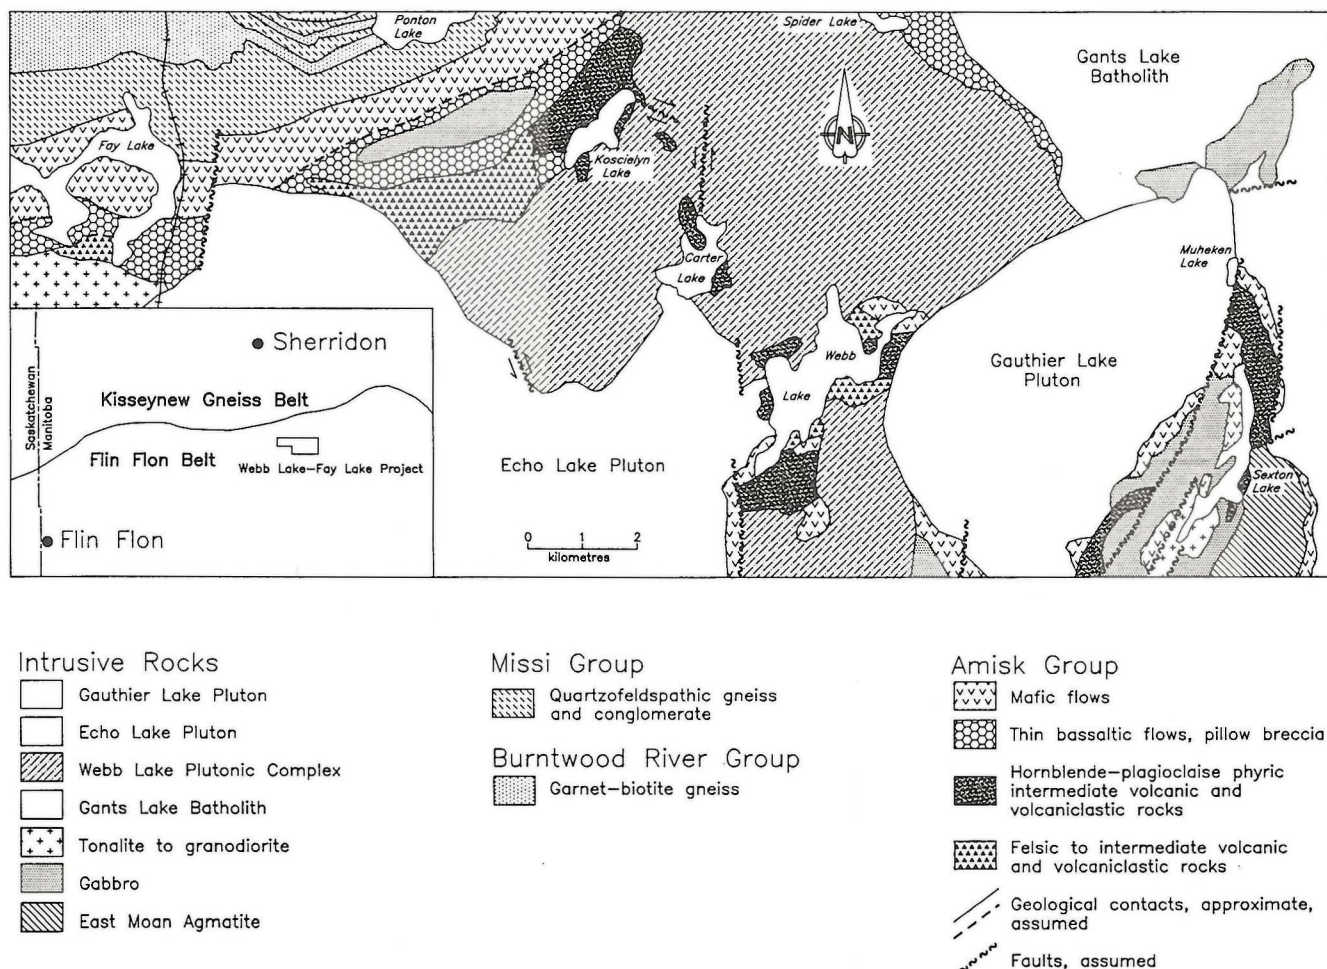 Ponton
Lake
Spider Lake
Gants Lake
Batholith
Fay Lake
N
Koscielyn
Lake
Carter
Lake
Muheken
Lake
Webb
Lake
Gauthier Lake
Pluton
Echo Lake Pluton
Sexton
Lake
0 1 2
kilometres
Sherridon
Saskatchewan
Manitoba
Kisseynew Gneiss Belt
Flin Flon Belt
Webb Lake-Fay Lake Project
Flin Flon
Intrusive Rocks
Gauthier Lake Pluton
Echo Lake Pluton
Webb Lake Plutonic Complex
Gants Lake Batholith
Tonalite to granodiorite
Gabbro
East Moan Agmatite
Missi Group
Quartzofeldspathic gneiss
and conglomerate
Burntwood River Group
Garnet-biotite gneiss
Amisk Group
Mafic flows
Thin bassaltic flows, pillow breccia
Hornblende-plagioclaise phyric
intermediate volcanic and
volcaniclastic rocks
Felsic to intermediate volcanic
and volcaniclastic rocks
Geological contacts, approximate,
assumed
Faults, assumed